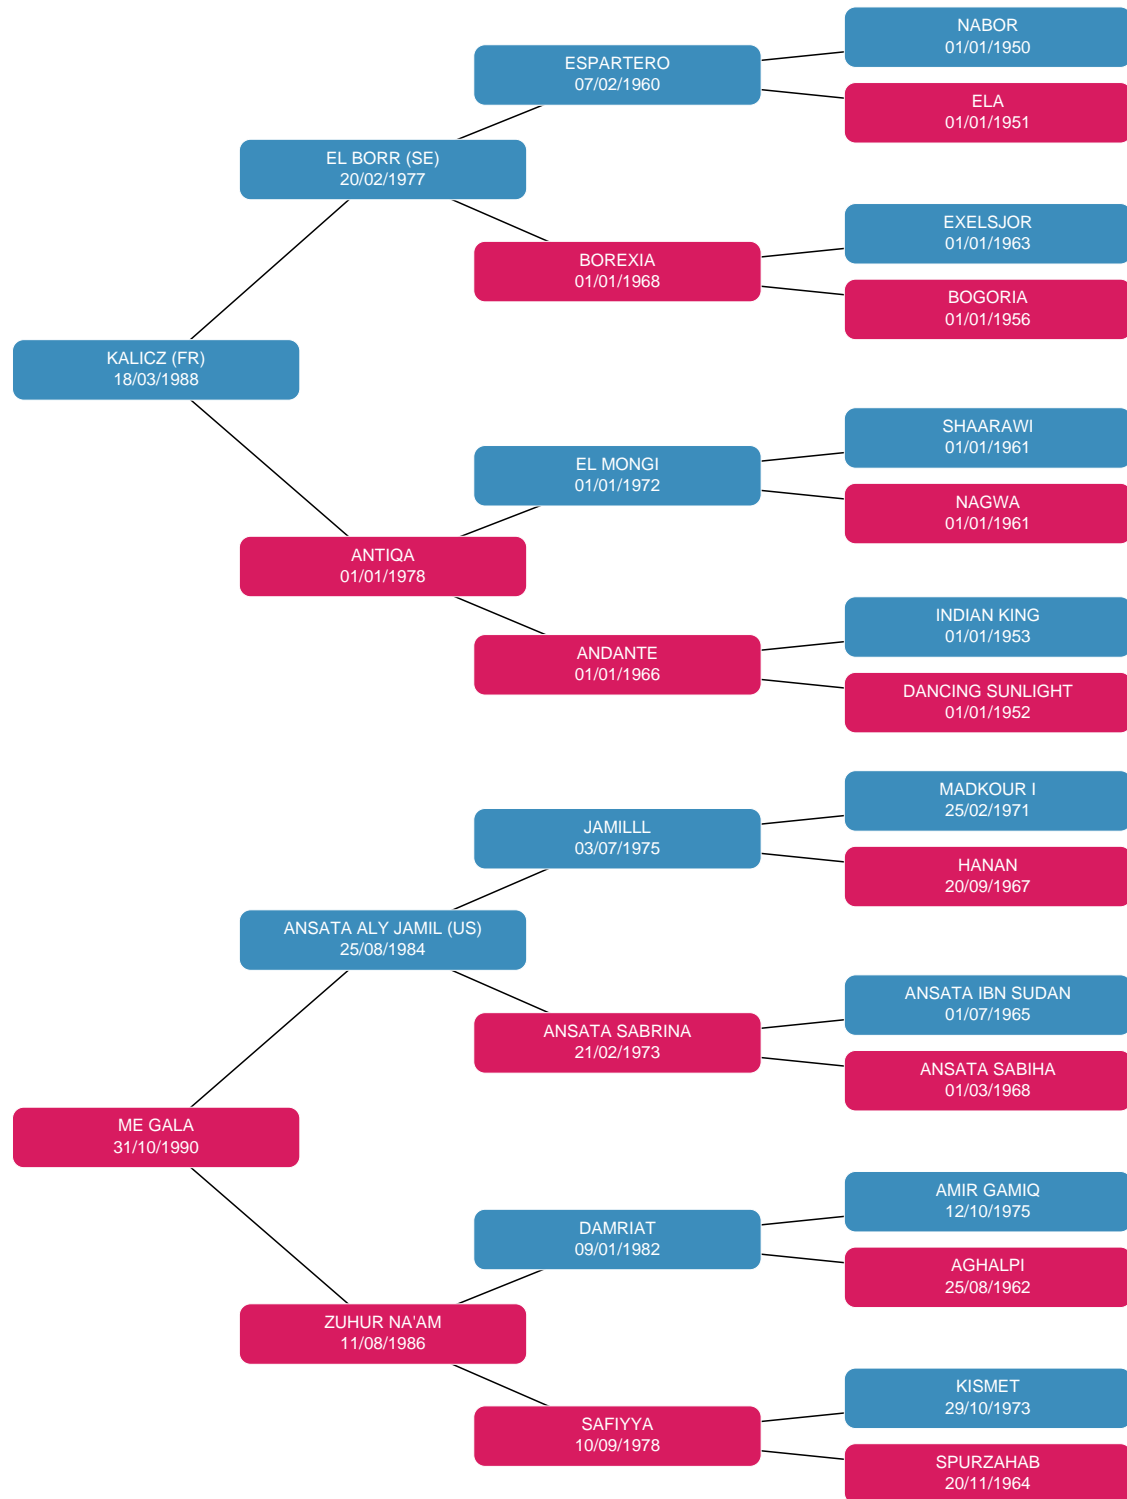 NABOR
01/01/1950
ESPARTERO
07/02/1960
ELA
01/01/1951
EL BORR (SE)
20/02/1977
EXELSJOR
01/01/1963
BOREXIA
01/01/1968
BOGORIA
01/01/1956
KALICZ (FR)
18/03/1988
SHAARAWI
01/01/1961
EL MONGI
01/01/1972
NAGWA
01/01/1961
ANTIQA
01/01/1978
INDIAN KING
01/01/1953
ANDANTE
01/01/1966
DANCING SUNLIGHT
01/01/1952
MADKOUR I
25/02/1971
JAMILLL
03/07/1975
HANAN
20/09/1967
ANSATA ALY JAMIL (US)
25/08/1984
ANSATA IBN SUDAN
01/07/1965
ANSATA SABRINA
21/02/1973
ANSATA SABIHA
01/03/1968
ME GALA
31/10/1990
AMIR GAMIQ
12/10/1975
DAMRIAT
09/01/1982
AGHALPI
25/08/1962
ZUHUR NA'AM
11/08/1986
KISMET
29/10/1973
SAFIYYA
10/09/1978
SPURZAHAB
20/11/1964